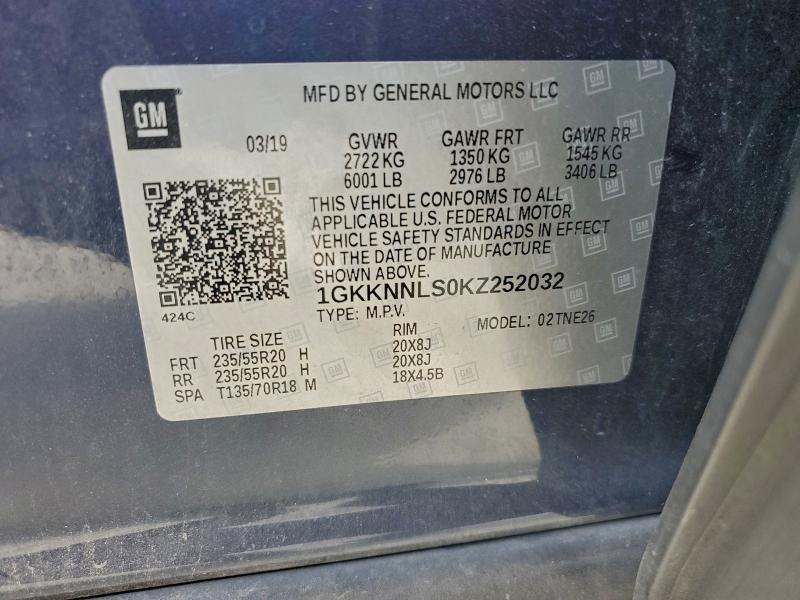 GM
MFD BY GENERAL MOTORS LLC
03/19 GVWR GAWR FRT GAWR RR
2722 KG 1350 KG 1545 KG
6001 LB 2976 LB 3406 LB
THIS VEHICLE CONFORMS TO ALL
APPLICABLE U.S. FEDERAL MOTOR
VEHICLE SAFETY STANDARDS IN EFFECT
ON THE DATE OF MANUFACTURE
SHOWN ABOVE.
1GKKNNLS0KZ252032
424C
TYPE: M.P.V. MODEL: 02TNE26
TIRE SIZE RIM
FRT 235/55R20 H 20X8J
RR 235/55R20 H 20X8J
SPA T135/70R18 M 18X4.5B